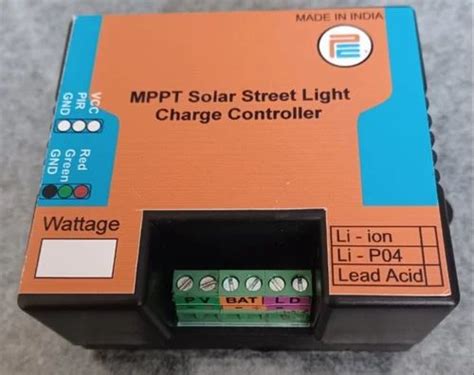 MADE IN INDIA
PE
MPPT Solar Street Light
Charge Controller
VCC
PIR
GND
Red
Green
GND
Wattage
Li - ion
Li - P04
Lead Acid
P V BAT L D